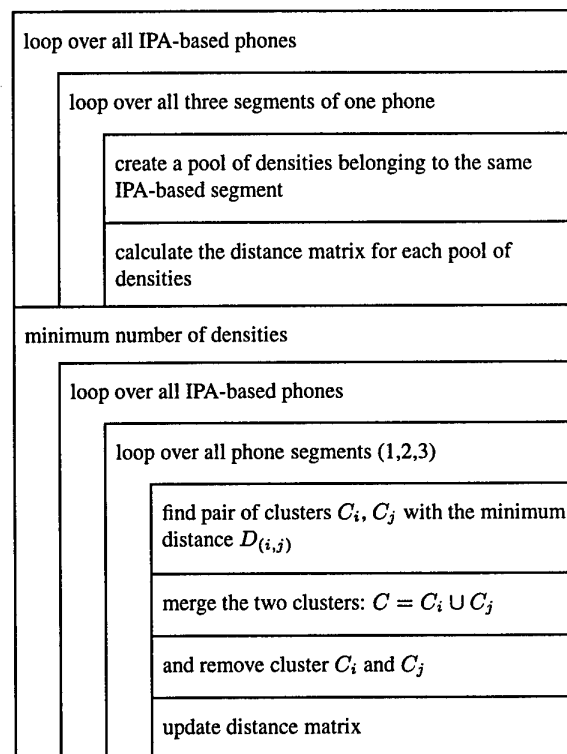 loop over all IPA-based phones
loop over all three segments of one phone
create a pool of densities belonging to the same
IPA-based segment
calculate the distance matrix for each pool of
densities
minimum number of densities
loop over all IPA-based phones
loop over all phone segments (1,2,3)
find pair of clusters C_i, C_j with the minimum
distance D_(i,j)
merge the two clusters: C = C_i ∪ C_j
and remove cluster C_i and C_j
update distance matrix